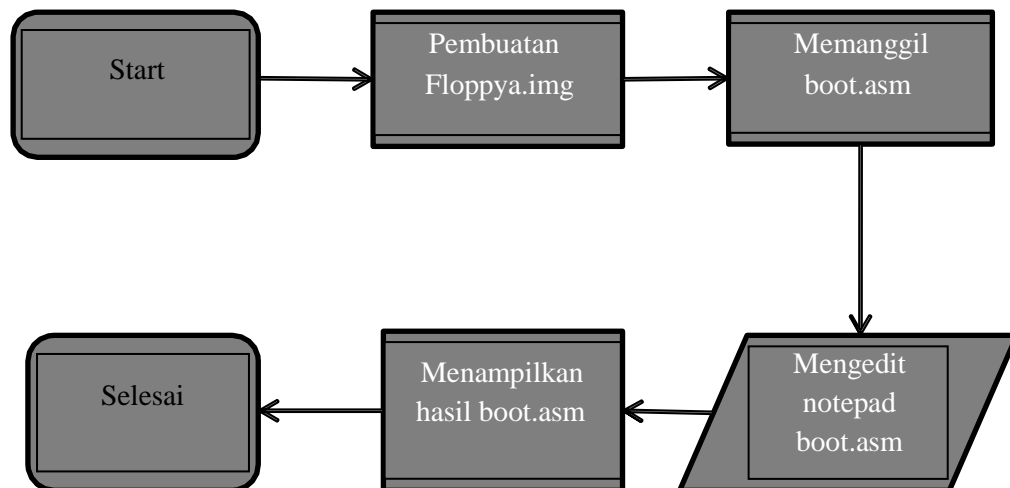 Start
Pembuatan
Floppya.img
Memanggil
boot.asm
Mengedit
notepad
boot.asm
Menampilkan
hasil boot.asm
Selesai